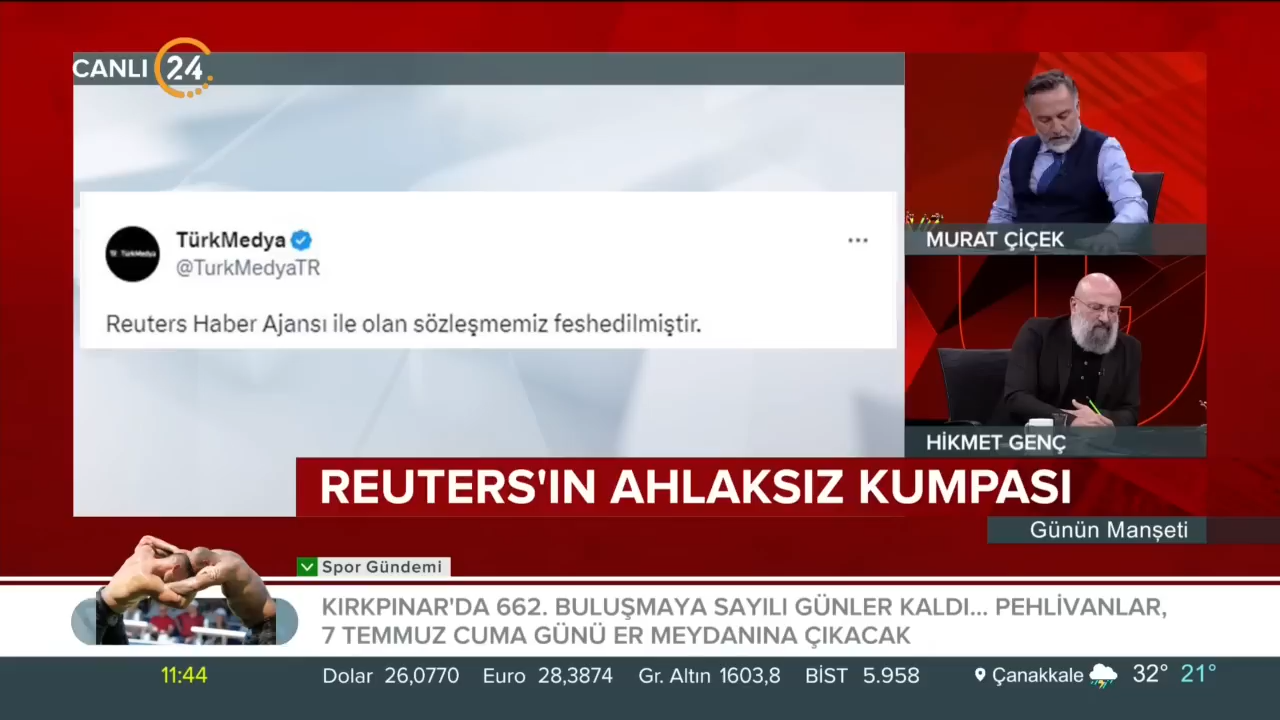 CANLI 24
TürkMedya
@TurkMedyaTR
Reuters Haber Ajansı ile olan sözleşmemiz feshedilmiştir.
MURAT ÇİÇEK
HİKMET GENÇ
REUTERS'IN AHLAKSIZ KUMPASI
Günün Manşeti
Spor Gündemi
KIRKPINAR'DA 662. BULUŞMAYA SAYILI GÜNLER KALDI... PEHLİVANLAR,
7 TEMMUZ CUMA GÜNÜ ER MEYDANINA ÇIKACAK
11:44 Dolar 26,0770 Euro 28,3874 Gr. Altın 1603,8 BİST 5.958 Çanakkale 32° 21°